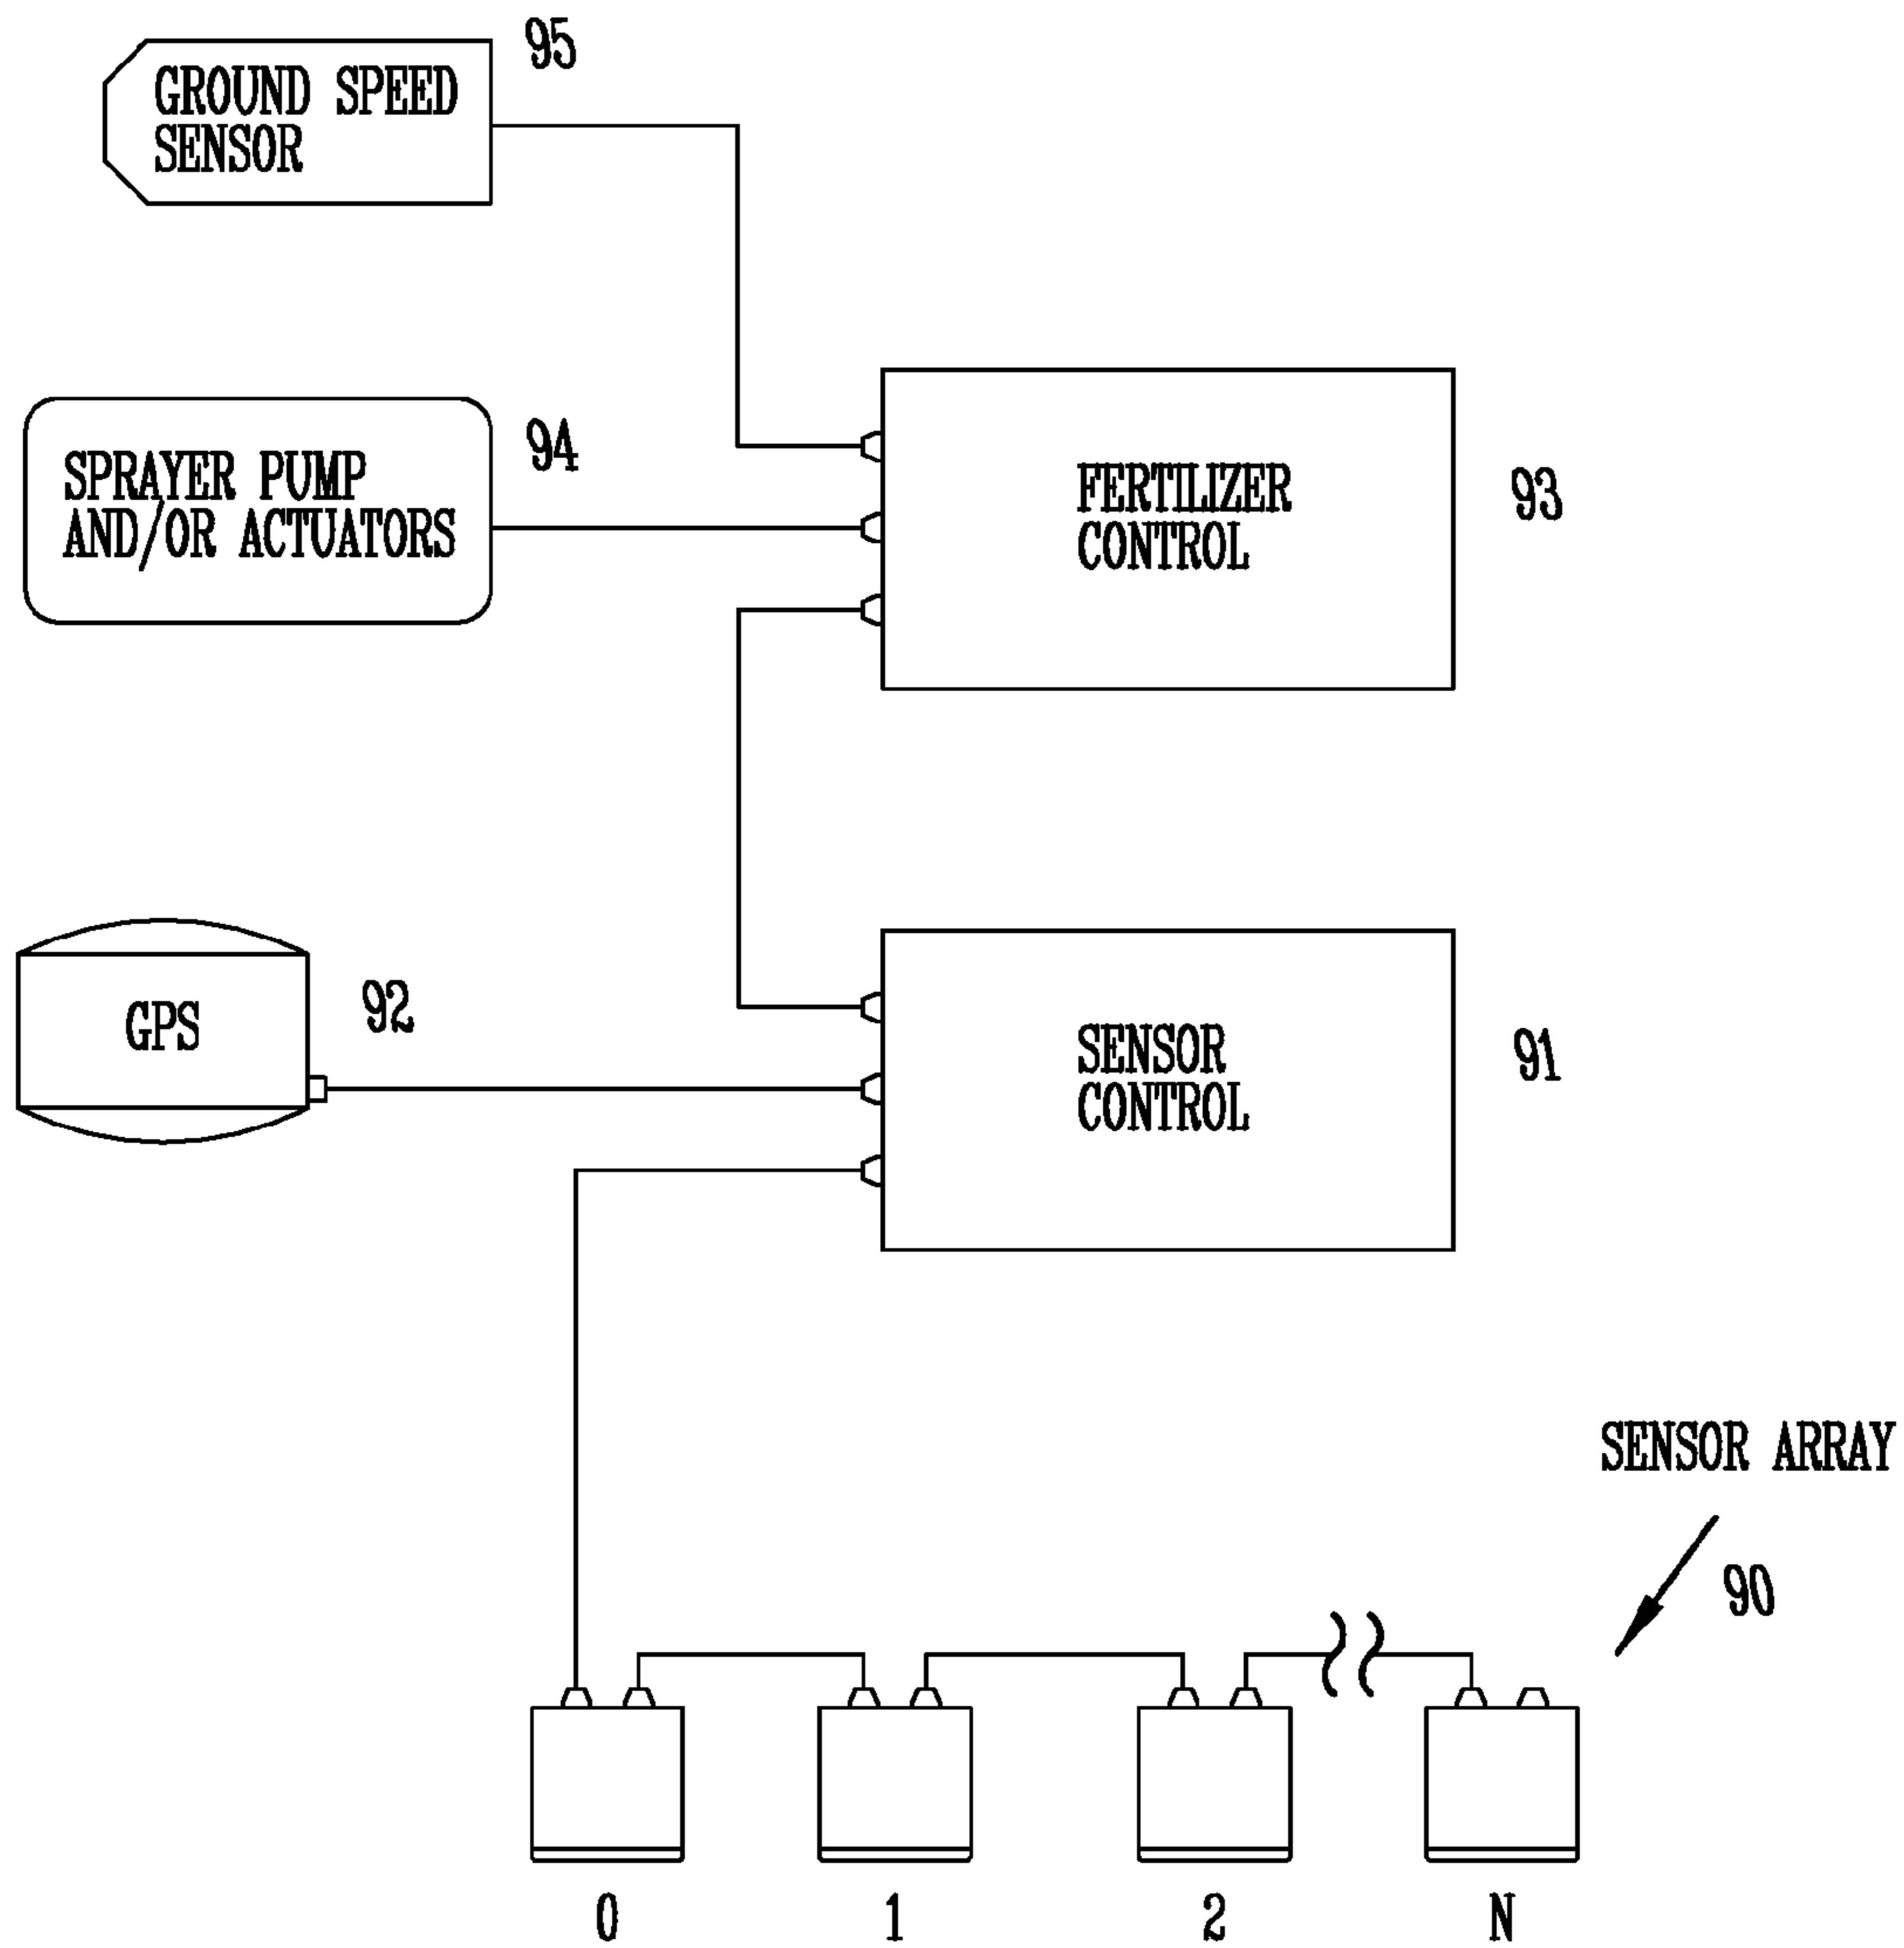 95
GROUND SPEED
SENSOR
94
SPRAYER PUMP
AND/OR ACTUATORS
FERTILIZER
CONTROL
93
GPS
92
SENSOR
CONTROL
91
SENSOR ARRAY
90
0 1 2 N